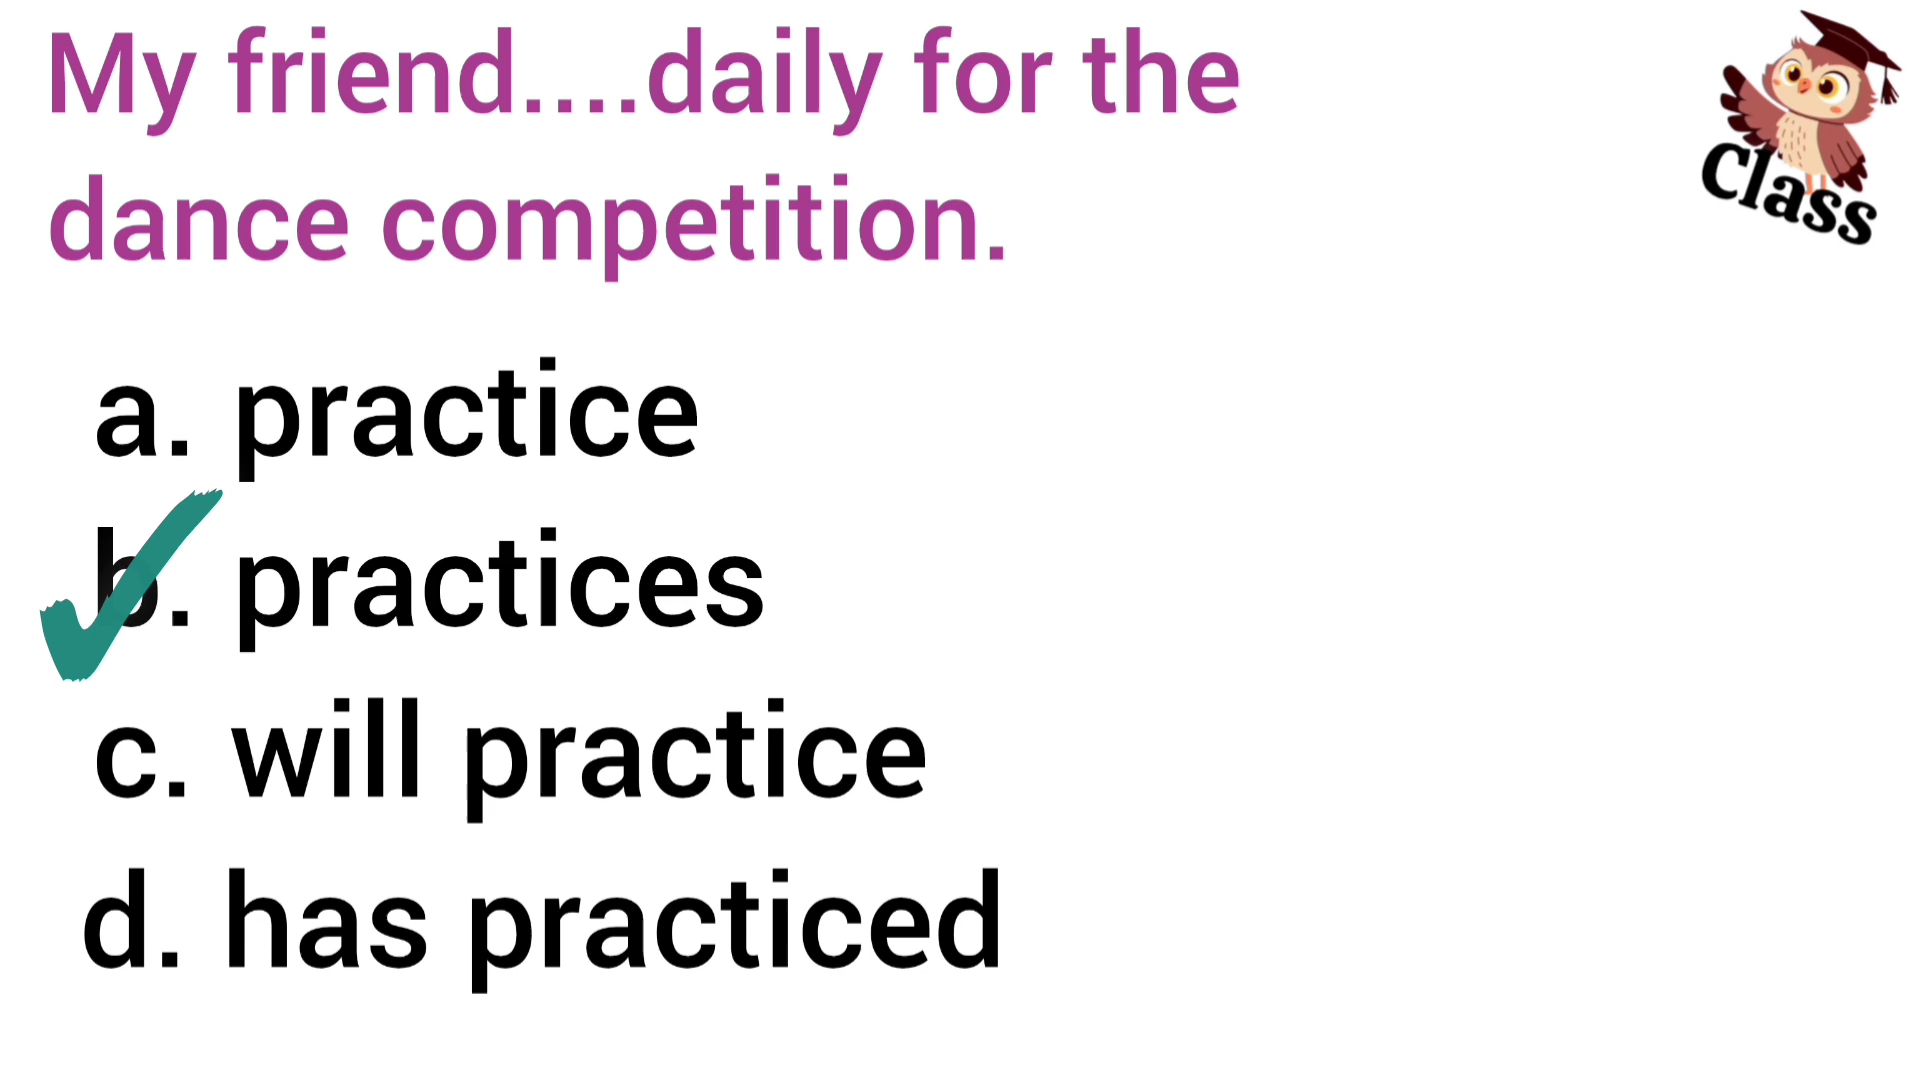 My friend....daily for the
dance competition.
Class
a. practice
b. practices
c. will practice
d. has practiced